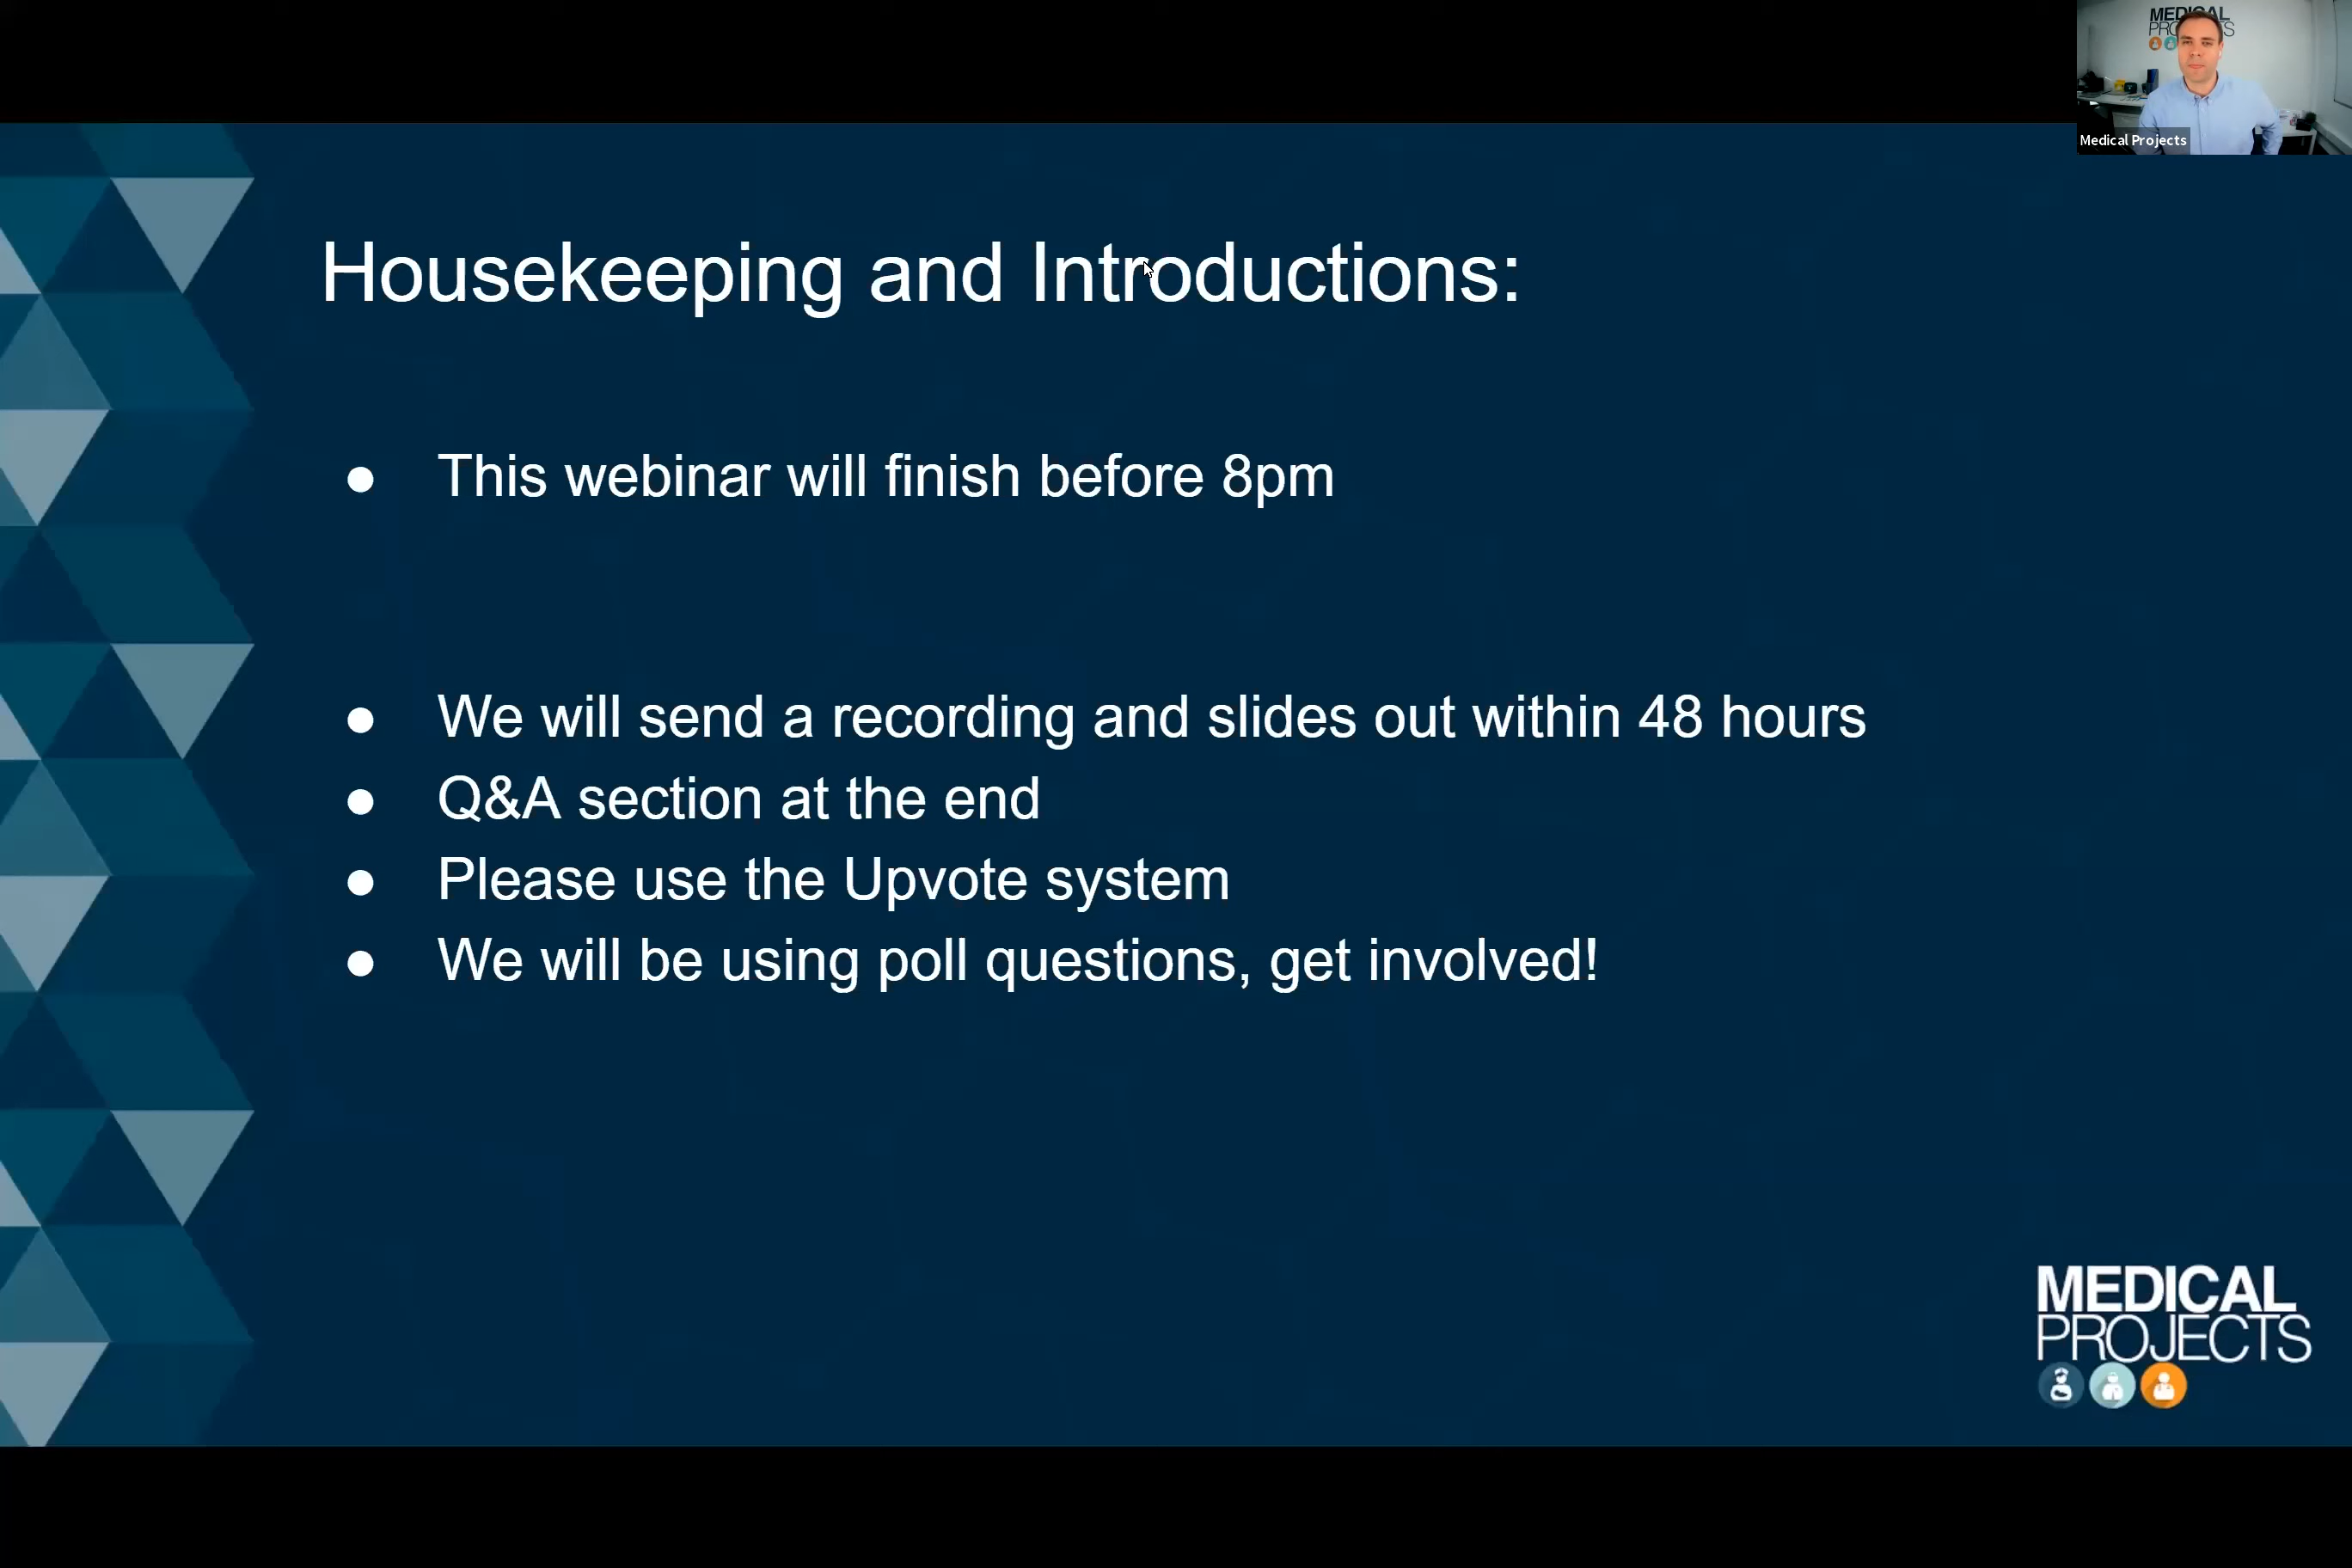 MEDICAL
Medical Projects
Housekeeping and Introductions:
● This webinar will finish before 8pm
● We will send a recording and slides out within 48 hours
● Q&A section at the end
● Please use the Upvote system
● We will be using poll questions, get involved!
MEDICAL
PROJECTS